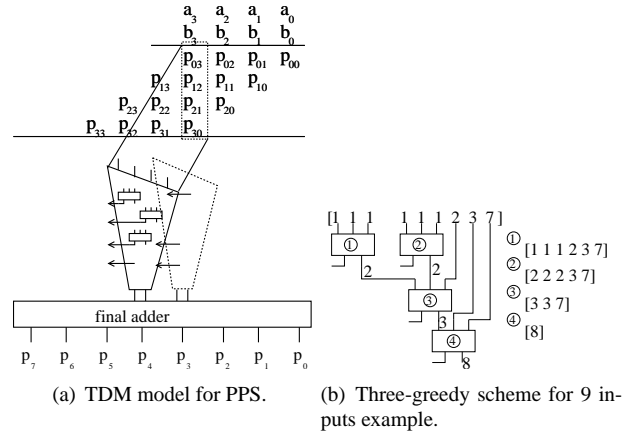 a3 a2 a1 a0
b3 b2 b1 b0
p03 p02 p01 p00
p13 p12 p11 p10
p23 p22 p21 p20
p33 p32 p31 p30
final adder
p7 p6 p5 p4 p3 p2 p1 p0
(a) TDM model for PPS.
[1 1 1 1 1 1 2 3 7]
① ②
2 2
③
3
④
8
①
[1 1 1 2 3 7]
②
[2 2 2 3 7]
③
[3 3 7]
④
[8]
(b) Three-greedy scheme for 9 in-
puts example.